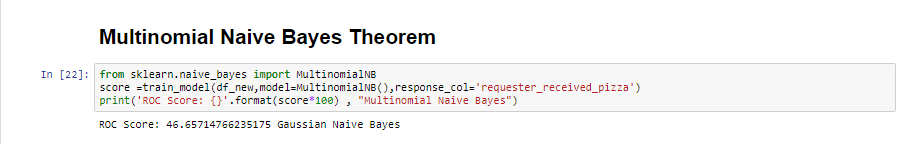 Multinomial Naive Bayes Theorem
In [22]: from sklearn.naive_bayes import MultinomialNB
score =train_model(df_new,model=MultinomialNB(),response_col='requester_received_pizza')
print('ROC Score: {}'.format(score*100) , "Multinomial Naive Bayes")
ROC Score: 46.65714766235175 Gaussian Naive Bayes